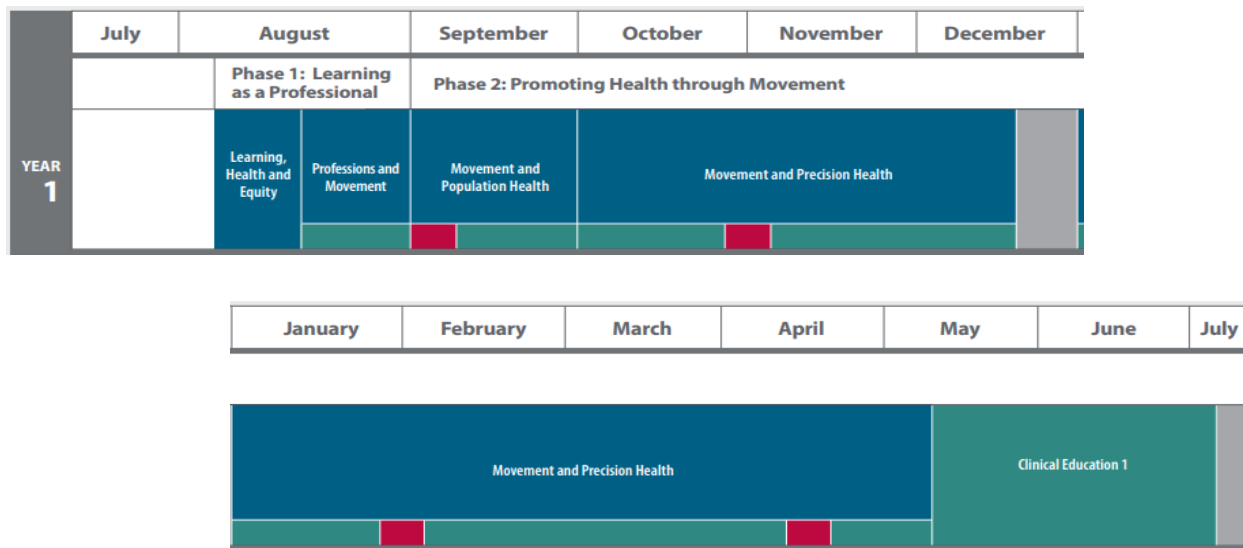 July August September October November December
Phase 1: Learning
as a Professional
Phase 2: Promoting Health through Movement
YEAR
1
Learning,
Health and
Equity
Professions and
Movement
Movement and
Population Health
Movement and Precision Health
January February March April May June July
Movement and Precision Health
Clinical Education 1